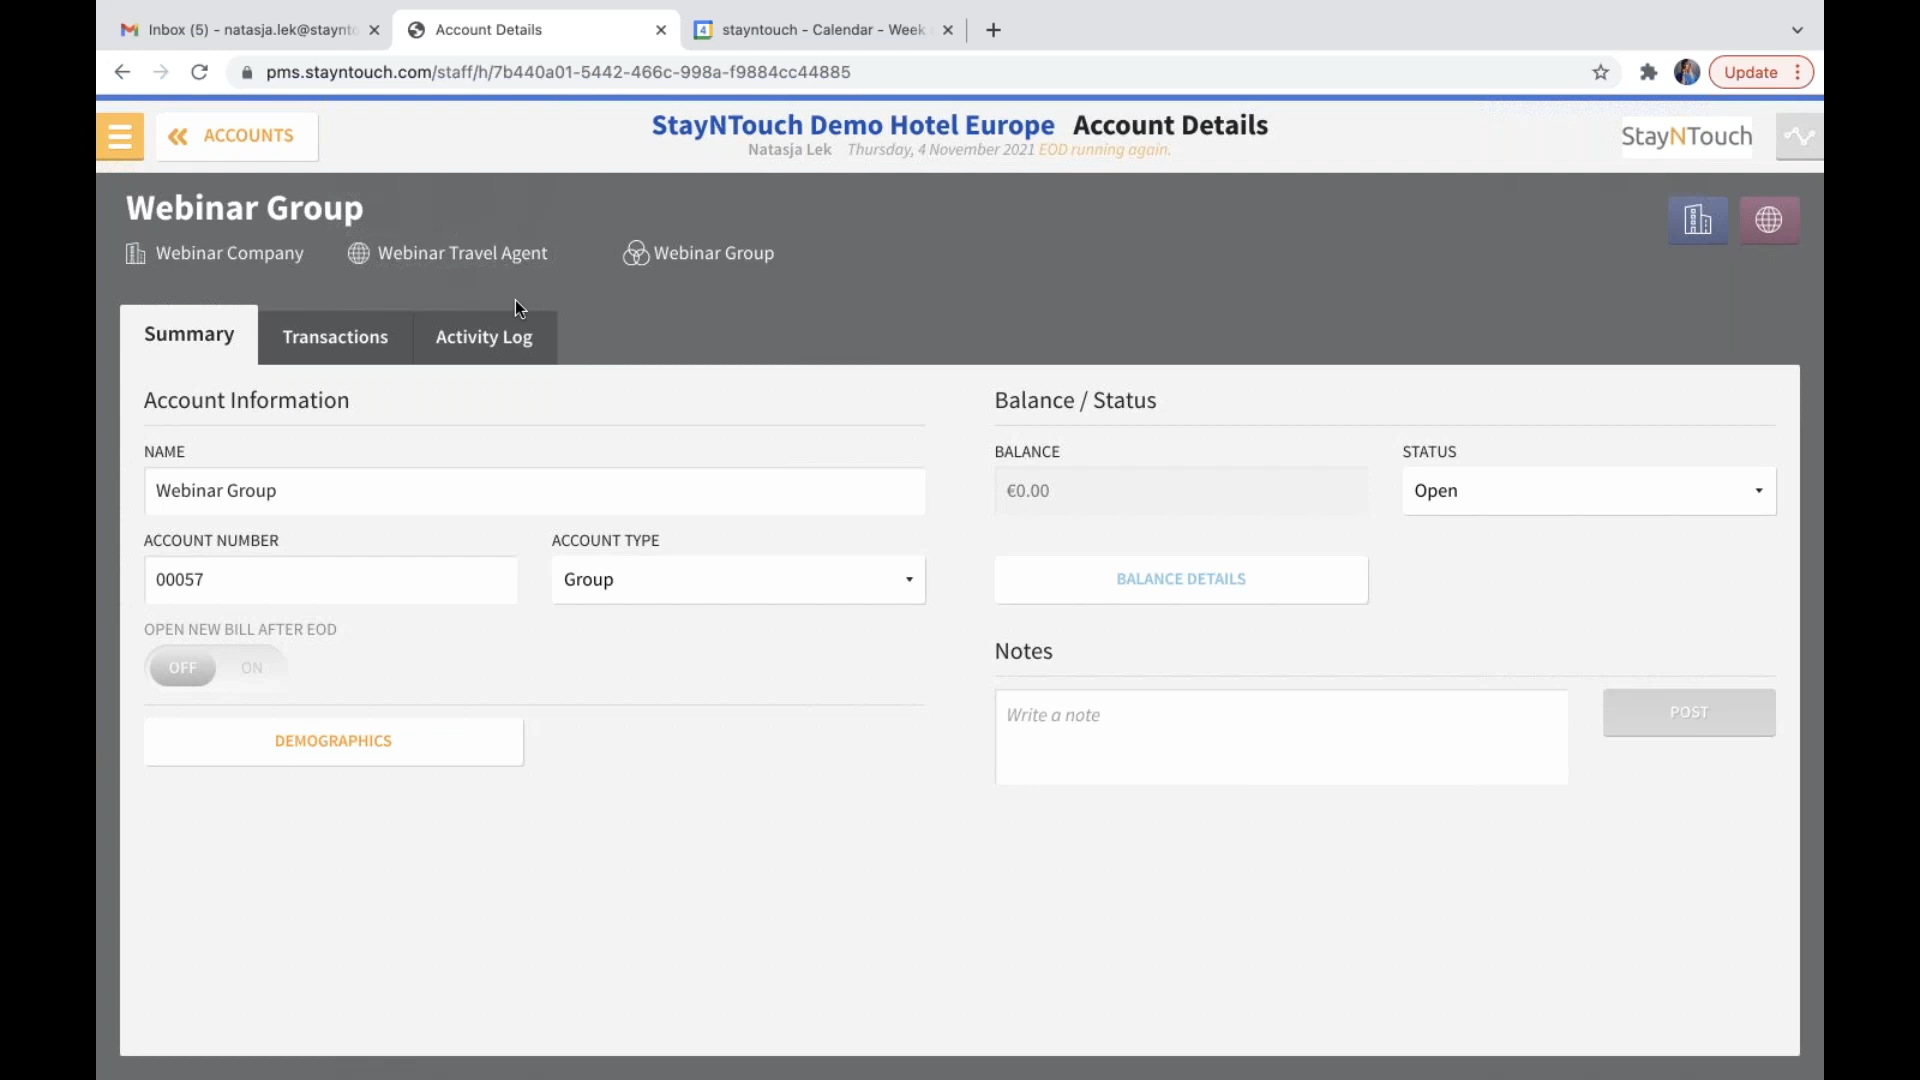 Inbox (5) - natasja.lek@staynto
Account Details
stayntouch - Calendar - Week
pms.stayntouch.com/staff/h/7b440a01-5442-466c-998a-f9884cc44885
Update
ACCOUNTS
StayNTouch Demo Hotel Europe Account Details
Natasja Lek Thursday, 4 November 2021 EOD running again.
StayNTouch
Webinar Group
Webinar Company
Webinar Travel Agent
Webinar Group
Summary
Transactions
Activity Log
Account Information
NAME
Webinar Group
ACCOUNT NUMBER
00057
ACCOUNT TYPE
Group
OPEN NEW BILL AFTER EOD
OFF ON
DEMOGRAPHICS
Balance / Status
BALANCE
€0.00
STATUS
Open
BALANCE DETAILS
Notes
Write a note
POST